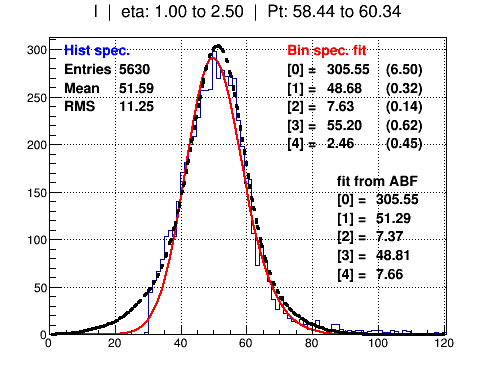 I | eta: 1.00 to 2.50 | Pt: 58.44 to 60.34
Hist spec.
Entries 5630
Mean 51.59
RMS 11.25
Bin spec. fit
[0] = 305.55 (6.50)
[1] = 48.68 (0.32)
[2] = 7.63 (0.14)
[3] = 55.20 (0.62)
[4] = 2.46 (0.45)
fit from ABF
[0] = 305.55
[1] = 51.29
[2] = 7.37
[3] = 48.81
[4] = 7.66
300
250
200
150
100
50
0
0 20 40 60 80 100 120